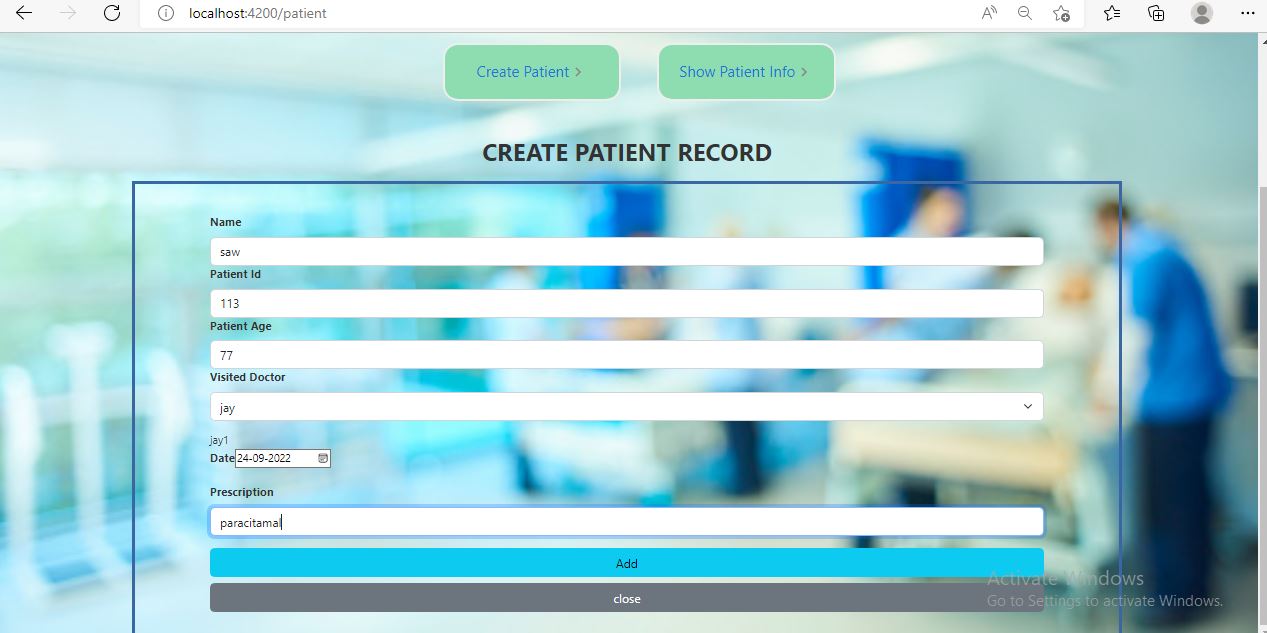 localhost:4200/patient
Create Patient > Show Patient Info >
CREATE PATIENT RECORD
Name
saw
Patient Id
113
Patient Age
77
Visited Doctor
jay
jay1
Date 24-09-2022
Prescription
paracitamal
Add
close
Activate Windows
Go to Settings to activate Windows.